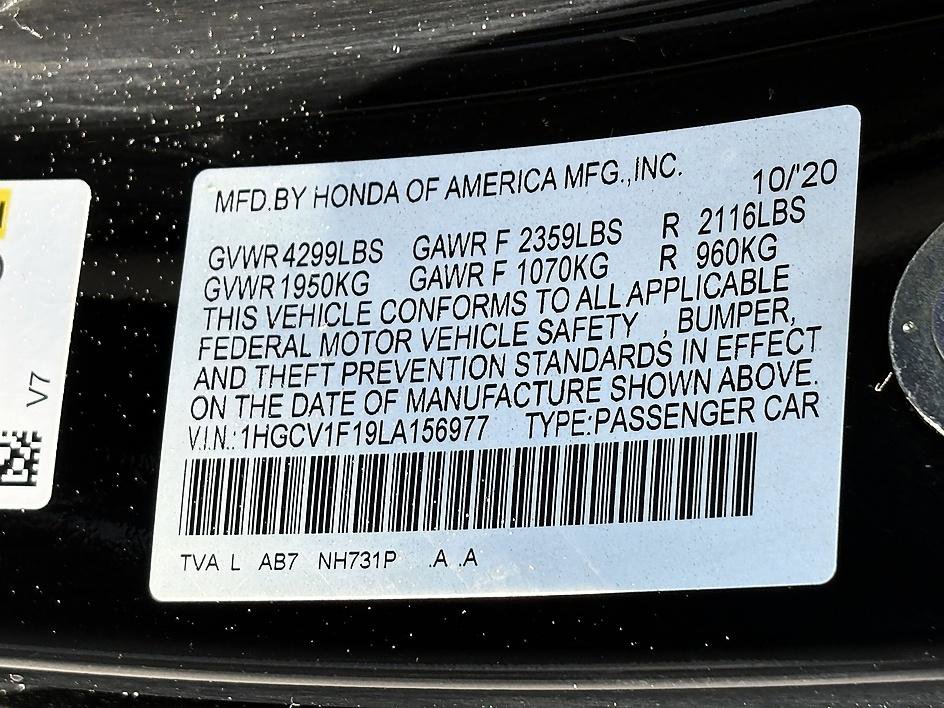 MFD.BY HONDA OF AMERICA MFG.,INC. 10/'20
GVWR 4299LBS GAWR F 2359LBS R 2116LBS
GVWR 1950KG GAWR F 1070KG R 960KG
THIS VEHICLE CONFORMS TO ALL APPLICABLE
FEDERAL MOTOR VEHICLE SAFETY , BUMPER,
AND THEFT PREVENTION STANDARDS IN EFFECT
ON THE DATE OF MANUFACTURE SHOWN ABOVE.
V.I.N.:1HGCV1F19LA156977 TYPE:PASSENGER CAR
TVA L AB7 NH731P .A .A
V7